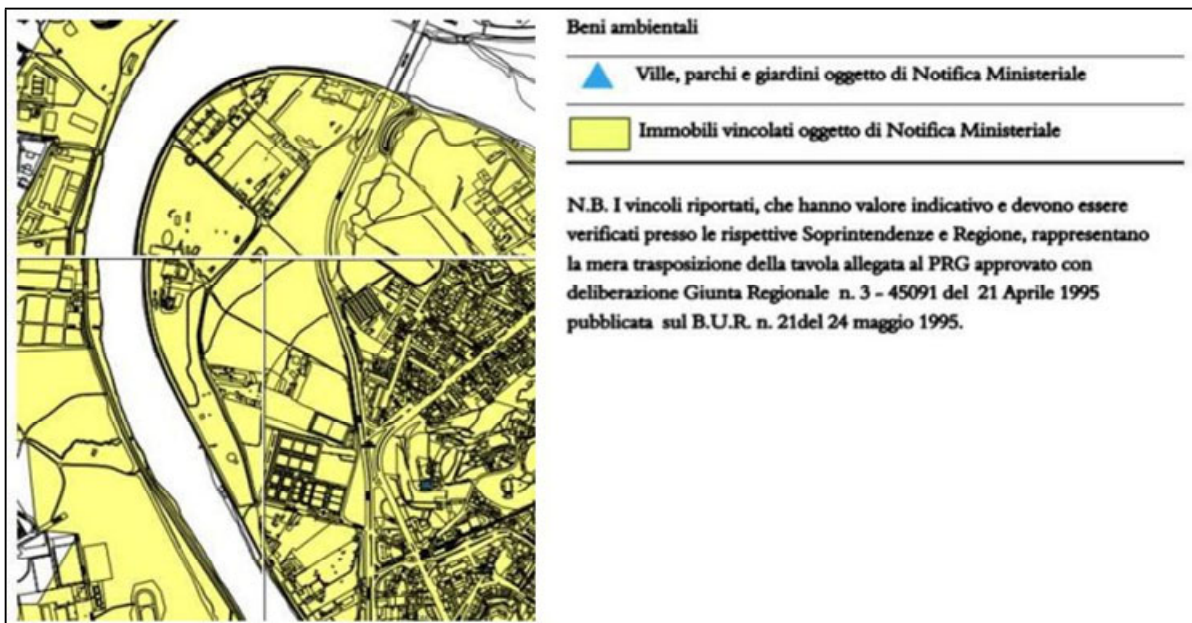 Beni ambientali
Ville, parchi e giardini oggetto di Notifica Ministeriale
Immobili vincolati oggetto di Notifica Ministeriale
N.B. I vincoli riportati, che hanno valore indicativo e devono essere
verificati presso le rispettive Soprintendenze e Regione, rappresentano
la mera trasposizione della tavola allegata al PRG approvato con
deliberazione Giunta Regionale n. 3 - 45091 del 21 Aprile 1995
pubblicata sul B.U.R. n. 21del 24 maggio 1995.